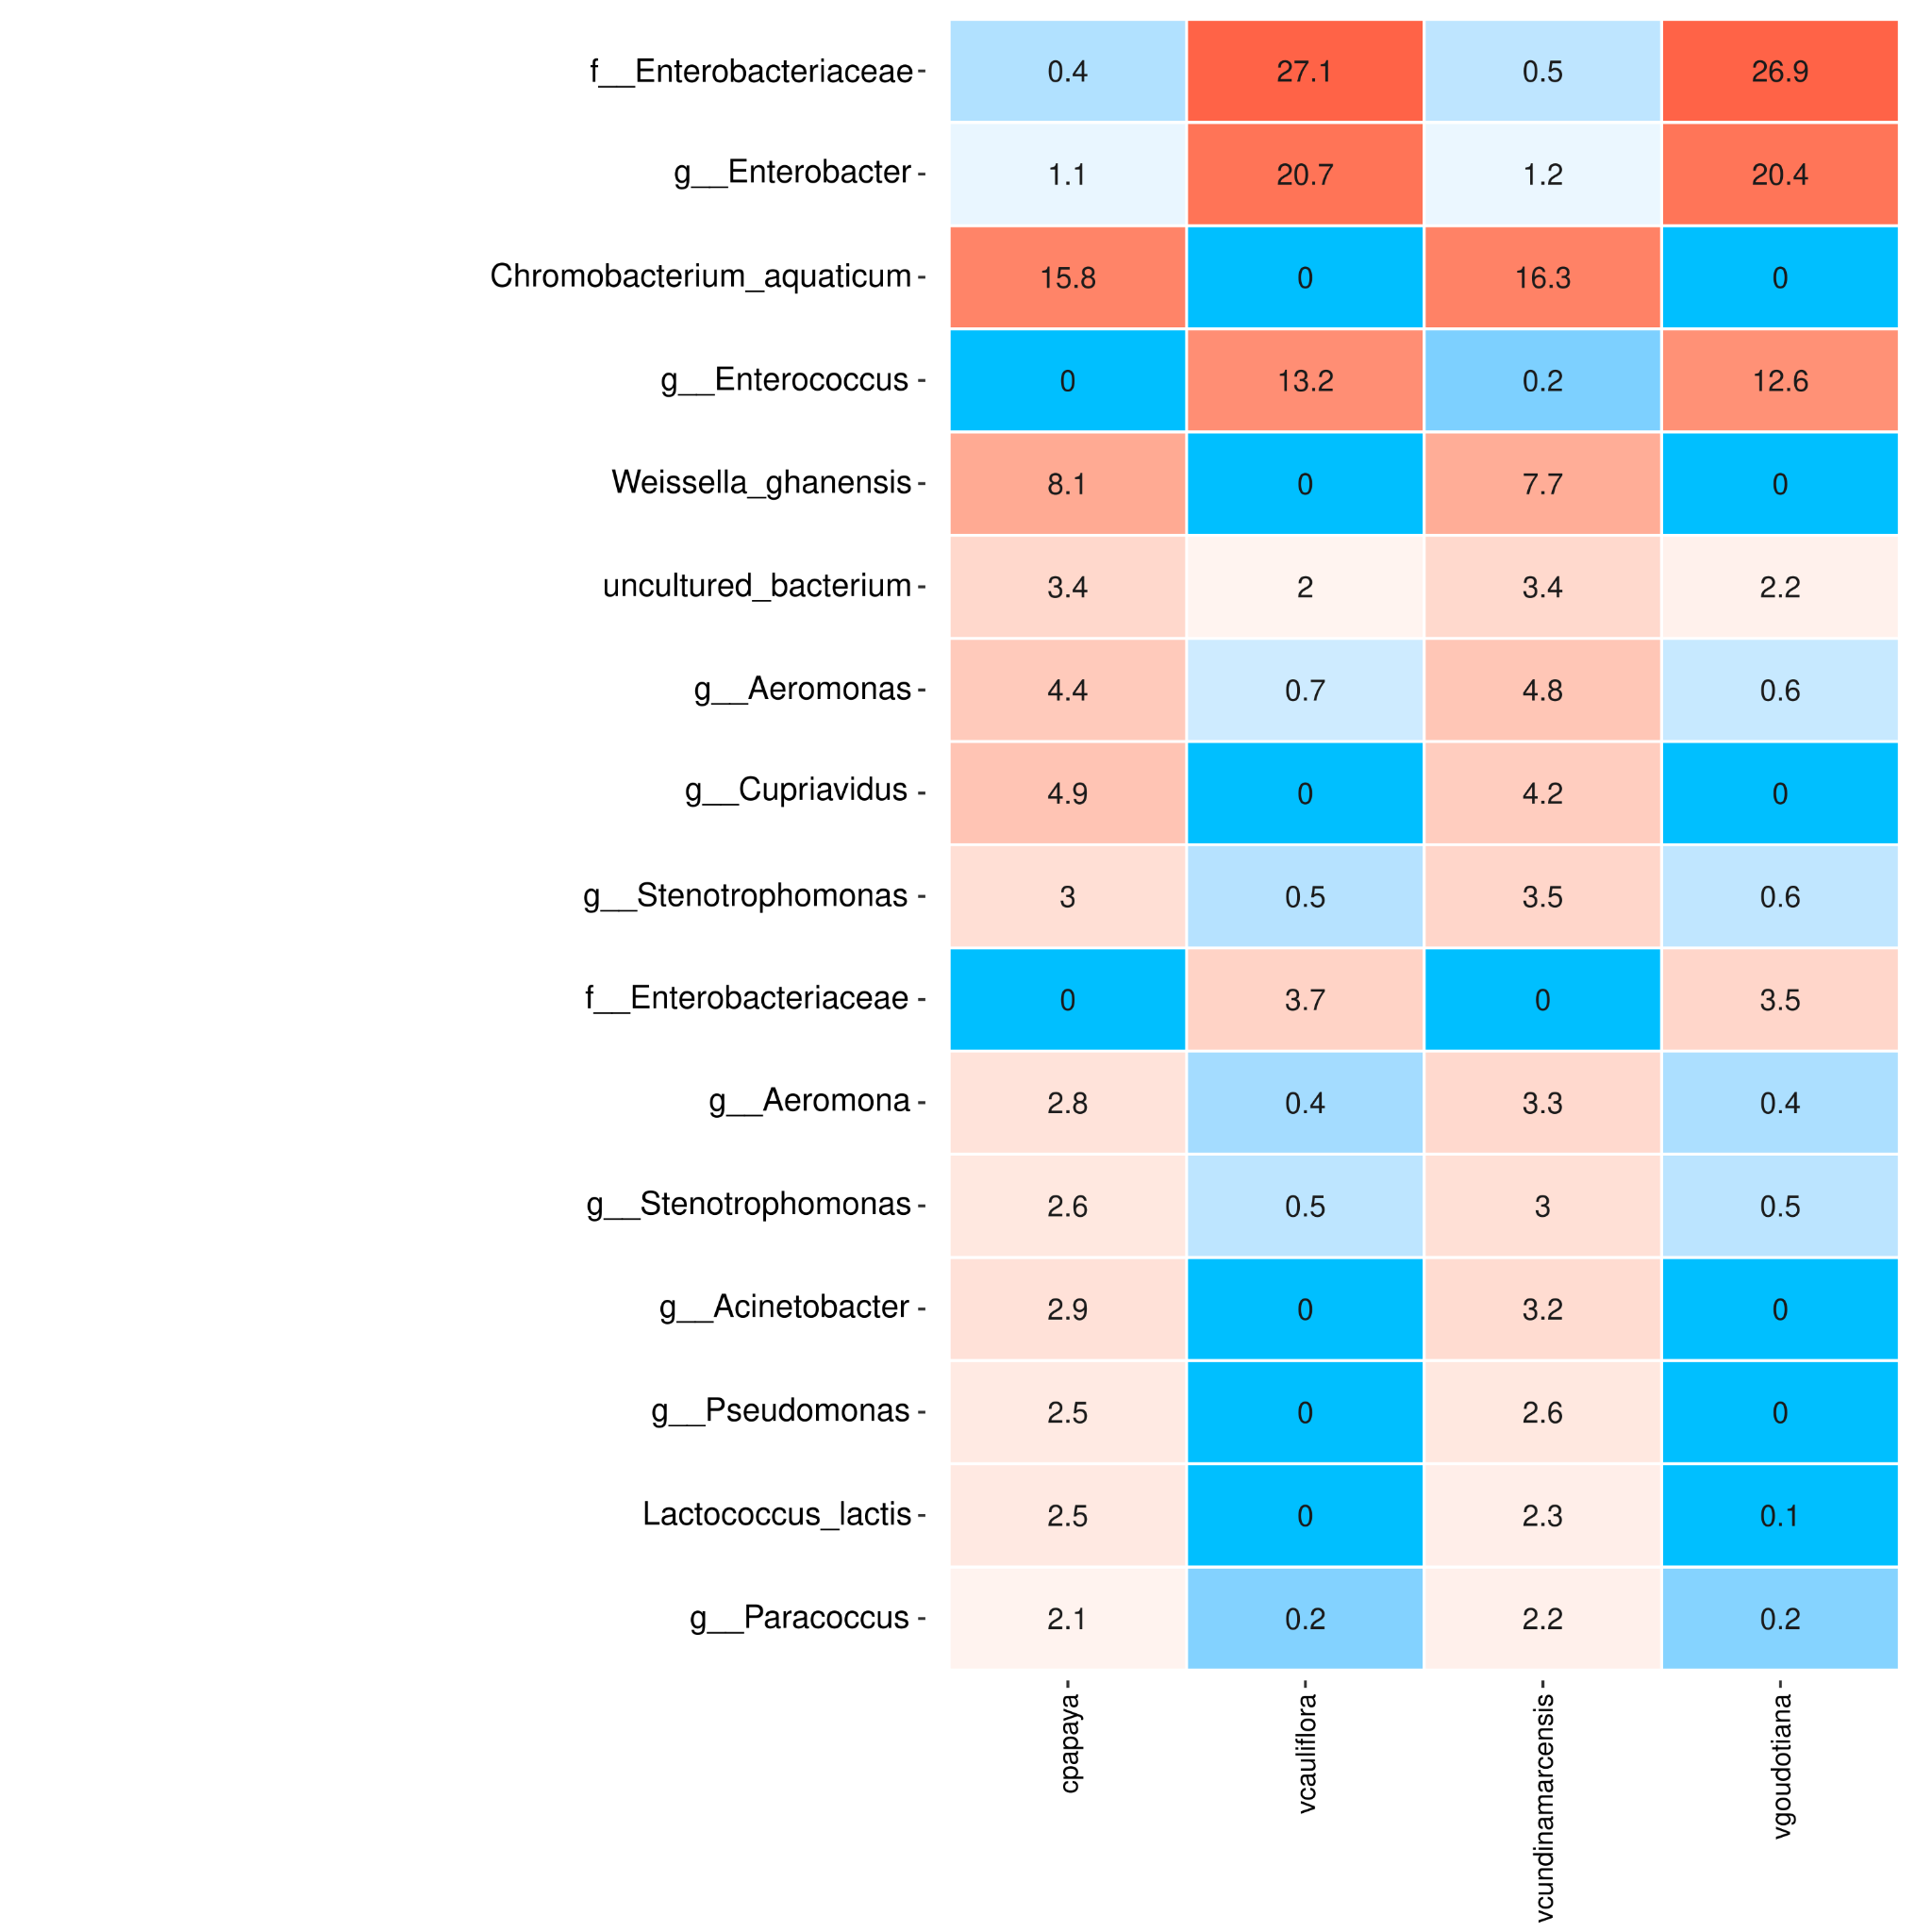 f__Enterobacteriaceae 0.4 27.1 0.5 26.9
g__Enterobacter 1.1 20.7 1.2 20.4
Chromobacterium_aquaticum 15.8 0 16.3 0
g__Enterococcus 0 13.2 0.2 12.6
Weissella_ghanensis 8.1 0 7.7 0
uncultured_bacterium 3.4 2 3.4 2.2
g__Aeromonas 4.4 0.7 4.8 0.6
g__Cupriavidus 4.9 0 4.2 0
g__Stenotrophomonas 3 0.5 3.5 0.6
f__Enterobacteriaceae 0 3.7 0 3.5
g__Aeromona 2.8 0.4 3.3 0.4
g__Stenotrophomonas 2.6 0.5 3 0.5
g__Acinetobacter 2.9 0 3.2 0
g__Pseudomonas 2.5 0 2.6 0
Lactococcus_lactis 2.5 0 2.3 0.1
g__Paracoccus 2.1 0.2 2.2 0.2
cpapaya
vcauliflora
vcundinamarcensis
vgoudotiana